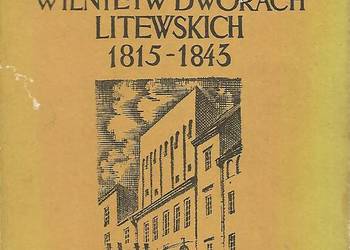 WILNIE I W DWORACH
LITEWSKICH
1815-1843